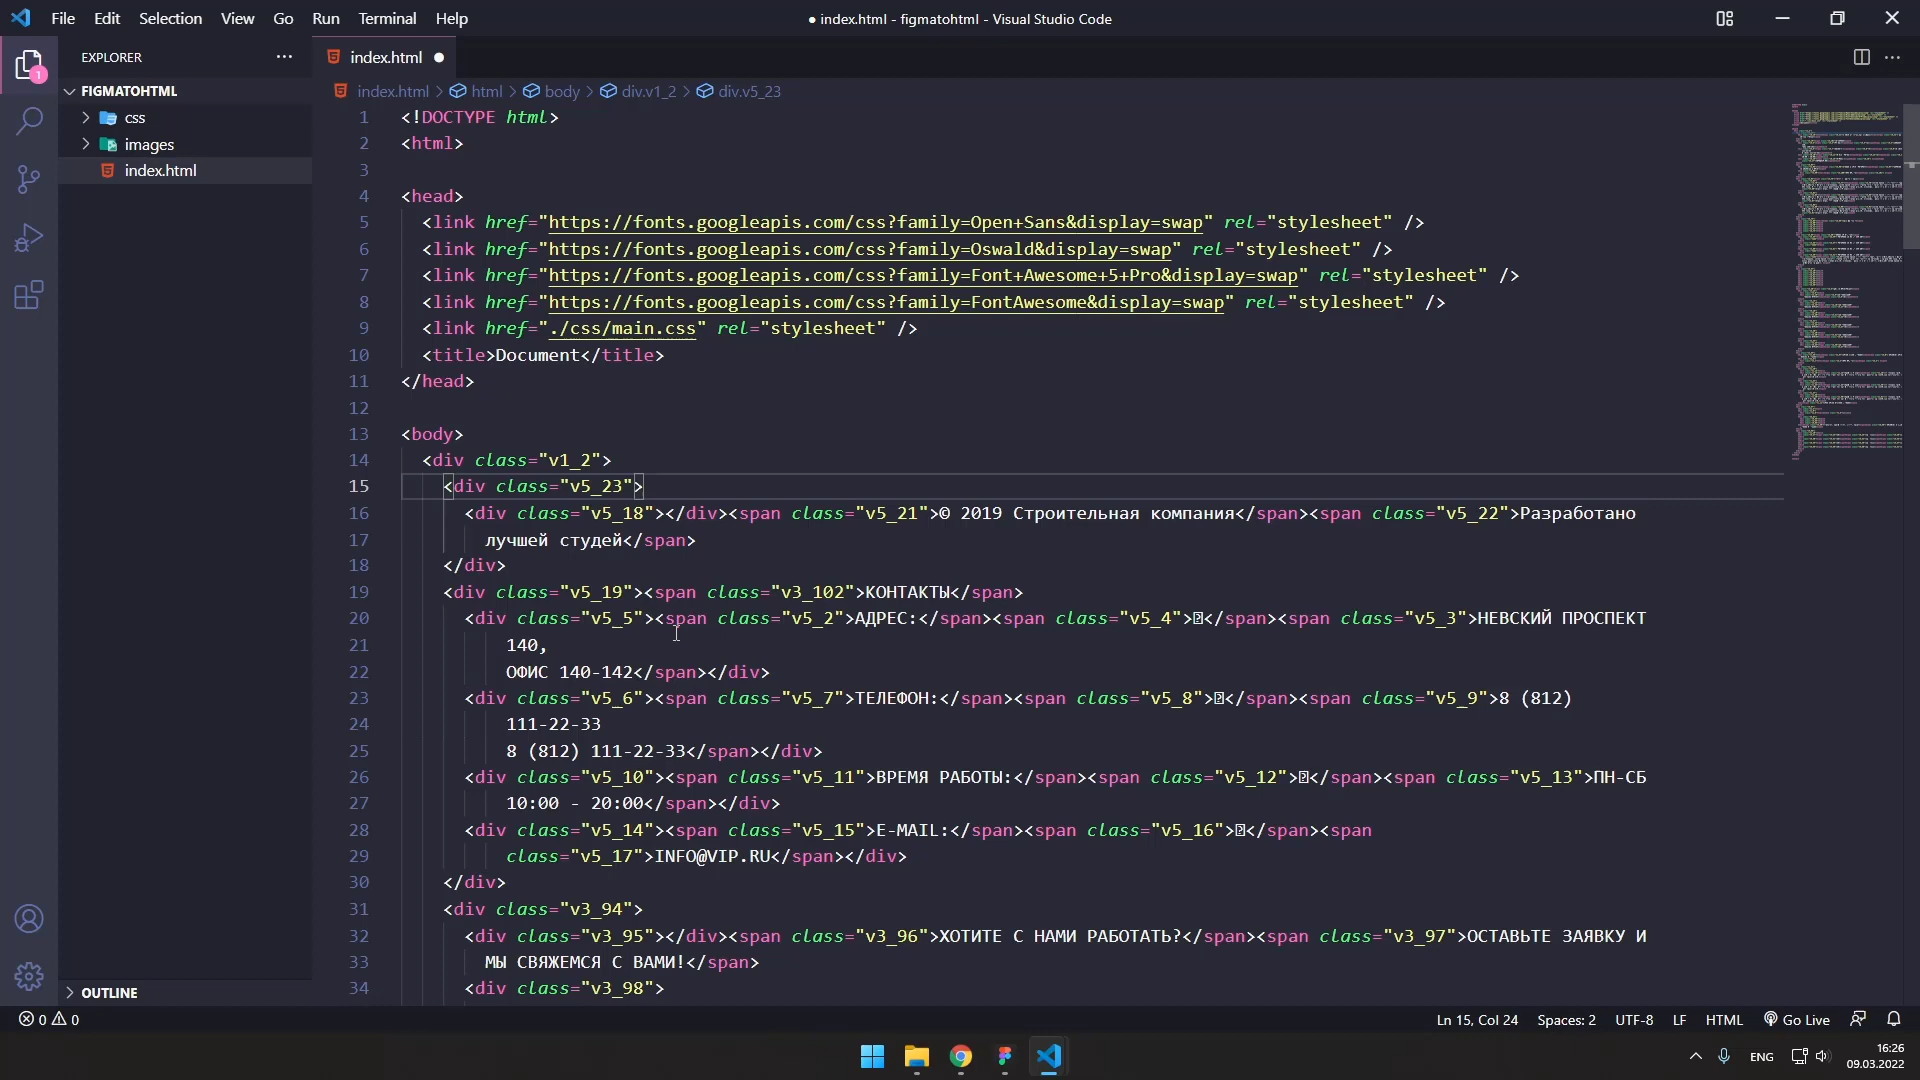 File Edit Selection View Go Run Terminal Help
● index.html - figmatohtml - Visual Studio Code
EXPLORER
index.html
1
FIGMATOHTML
css
images
index.html
index.html > html > body > div.v1_2 > div.v5_23
1 <!DOCTYPE html>
2 <html>
3
4 <head>
5 <link href="https://fonts.googleapis.com/css?family=Open+Sans&display=swap" rel="stylesheet" />
6 <link href="https://fonts.googleapis.com/css?family=Oswald&display=swap" rel="stylesheet" />
7 <link href="https://fonts.googleapis.com/css?family=Font+Awesome+5+Pro&display=swap" rel="stylesheet" />
8 <link href="https://fonts.googleapis.com/css?family=FontAwesome&display=swap" rel="stylesheet" />
9 <link href="./css/main.css" rel="stylesheet" />
10 <title>Document</title>
11 </head>
12
13 <body>
14 <div class="v1_2">
15 <div class="v5_23">
16 <div class="v5_18"></div><span class="v5_21">© 2019 Строительная компания</span><span class="v5_22">Разработано
17 лучшей студей</span>
18 </div>
19 <div class="v5_19"><span class="v3_102">КОНТАКТЫ</span>
20 <div class="v5_5"><span class="v5_2">АДРЕС:</span><span class="v5_4"></span><span class="v5_3">НЕВСКИЙ ПРОСПЕКТ
21 140,
22 ОФИС 140-142</span></div>
23 <div class="v5_6"><span class="v5_7">ТЕЛЕФОН:</span><span class="v5_8"></span><span class="v5_9">8 (812)
24 111-22-33
25 8 (812) 111-22-33</span></div>
26 <div class="v5_10"><span class="v5_11">ВРЕМЯ РАБОТЫ:</span><span class="v5_12"></span><span class="v5_13">ПН-СБ
27 10:00 - 20:00</span></div>
28 <div class="v5_14"><span class="v5_15">E-MAIL:</span><span class="v5_16"></span><span
29 class="v5_17">INFO@VIP.RU</span></div>
30 </div>
31 <div class="v3_94">
32 <div class="v3_95"></div><span class="v3_96">ХОТИТЕ С НАМИ РАБОТАТЬ?</span><span class="v3_97">ОСТАВЬТЕ ЗАЯВКУ И
33 МЫ СВЯЖЕМСЯ С ВАМИ!</span>
34 <div class="v3_98">
OUTLINE
0 0
Ln 15, Col 24 Spaces: 2 UTF-8 LF HTML Go Live
ENG
16:26
09.03.2022